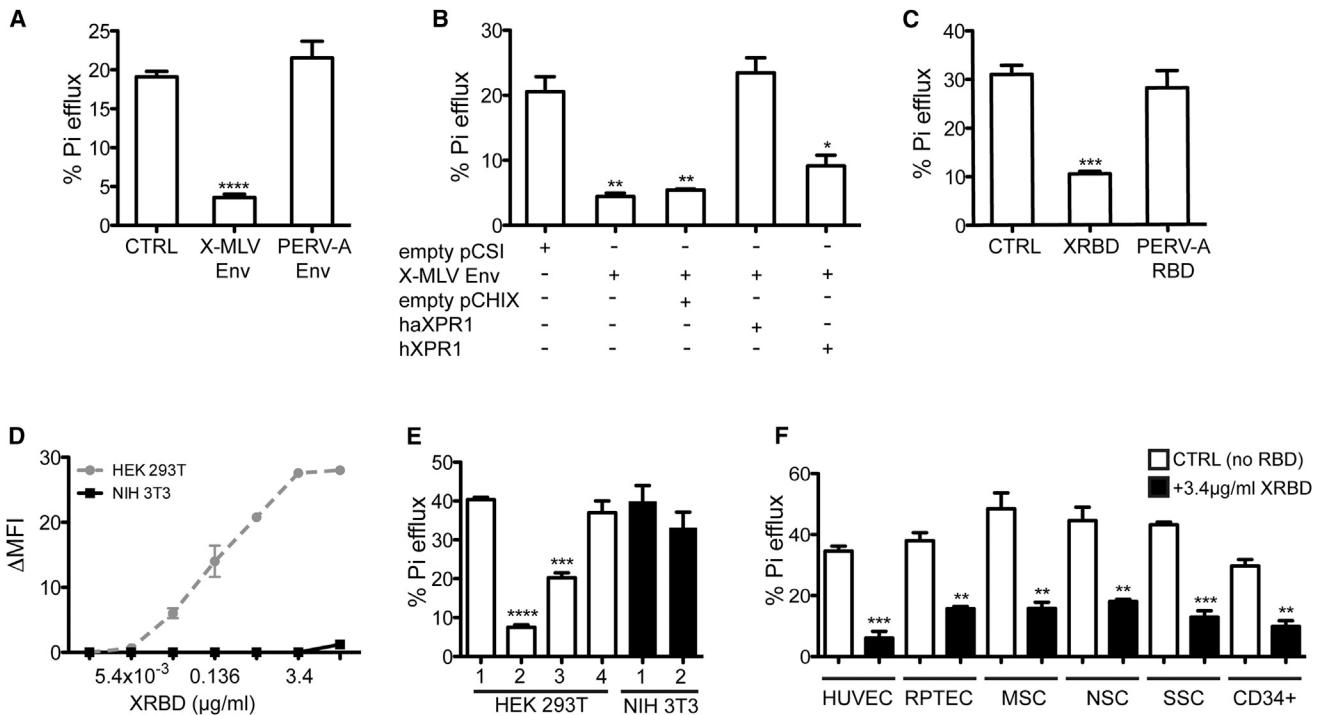 A
% Pi efflux
25
20
15
10
5
0
****
CTRL X-MLV Env PERV-A Env
B
% Pi efflux
30
20
10
0
** ** *
empty pCSI + - - - -
X-MLV Env - + + + +
empty pCHIX - - + - -
haXPR1 - - - + -
hXPR1 - - - - +
C
% Pi efflux
40
30
20
10
0
***
CTRL XRBD PERV-A RBD
D
ΔMFI
30
20
10
0
HEK 293T
NIH 3T3
5.4x10⁻³ 0.136 3.4
XRBD (µg/ml)
E
% Pi efflux
50
40
30
20
10
0
**** ***
1 2 3 4 1 2
HEK 293T NIH 3T3
F
% Pi efflux
60
40
20
0
CTRL (no RBD)
+3.4µg/ml XRBD
*** ** ** ** *** **
HUVEC RPTEC MSC NSC SSC CD34+